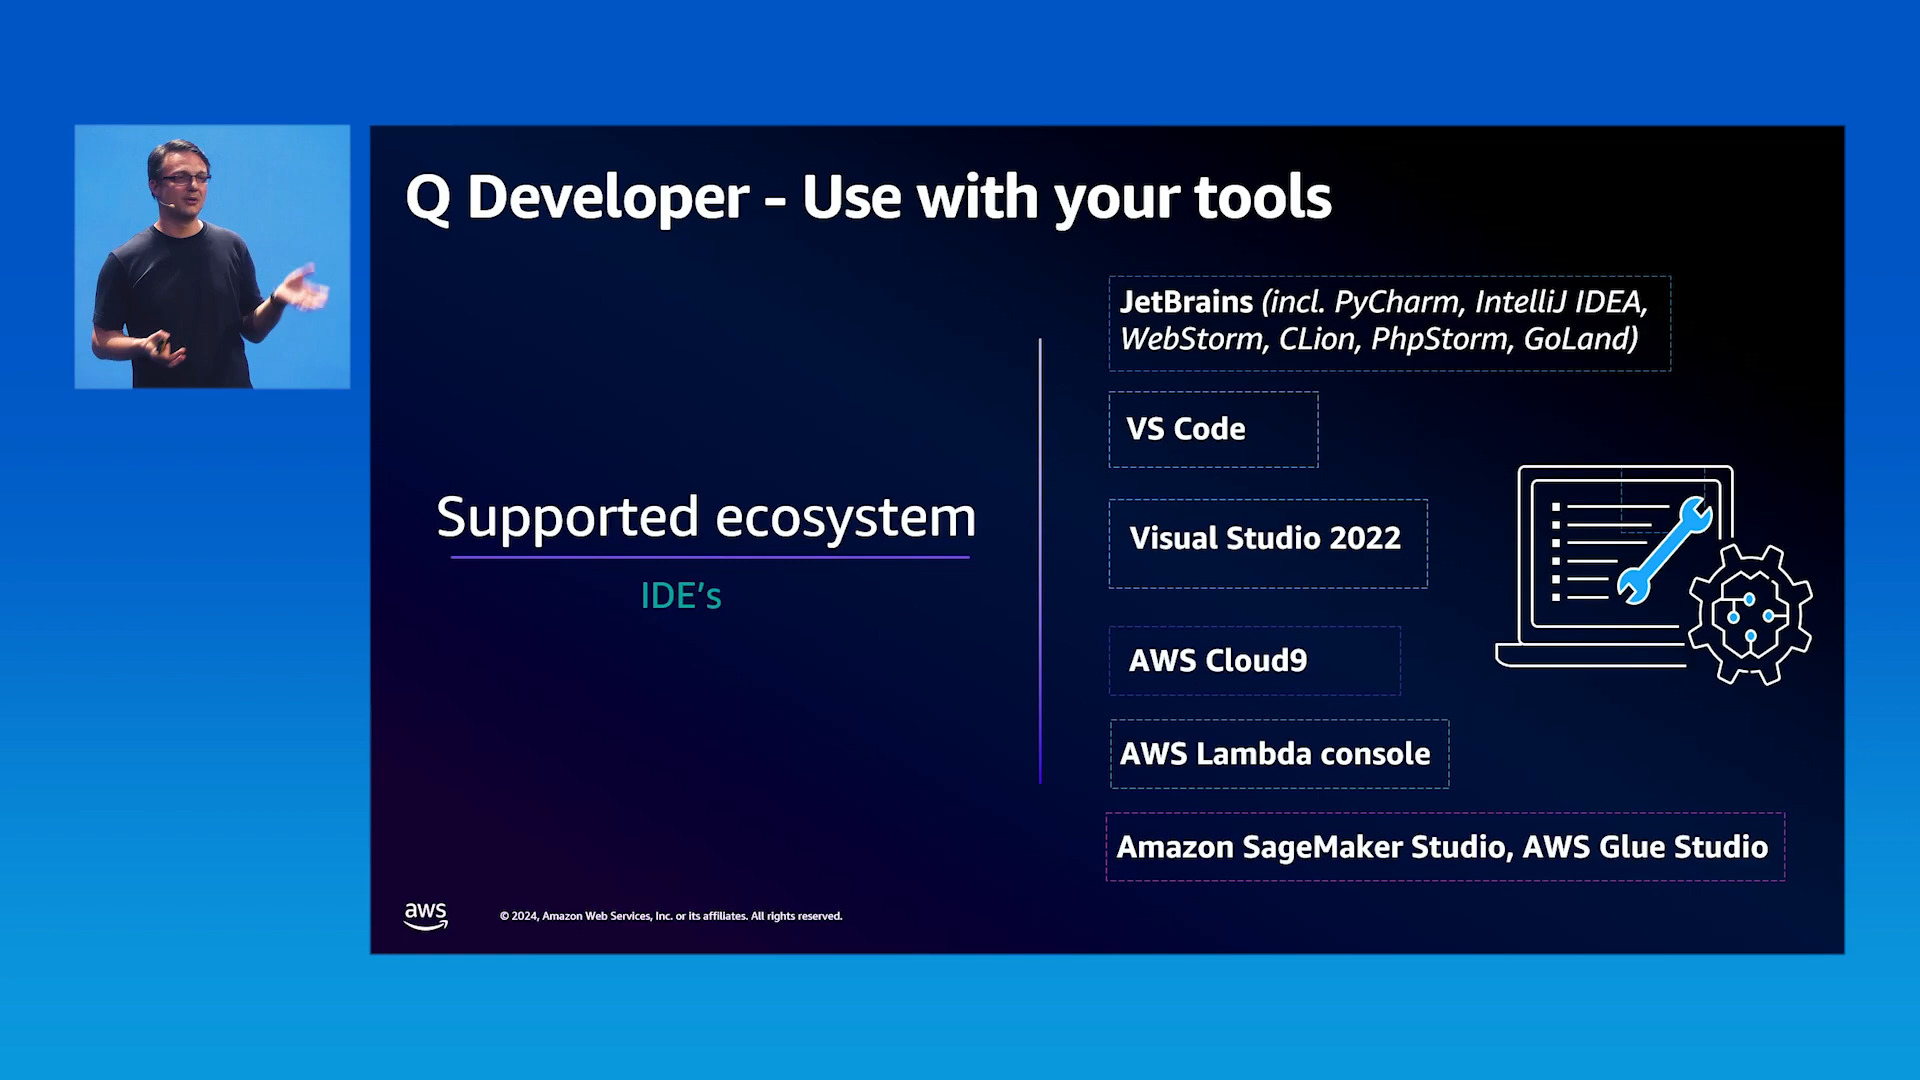 Q Developer - Use with your tools
JetBrains (incl. PyCharm, IntelliJ IDEA,
WebStorm, CLion, PhpStorm, GoLand)
VS Code
Supported ecosystem
IDE’s
Visual Studio 2022
AWS Cloud9
AWS Lambda console
Amazon SageMaker Studio, AWS Glue Studio
aws
© 2024, Amazon Web Services, Inc. or its affiliates. All rights reserved.